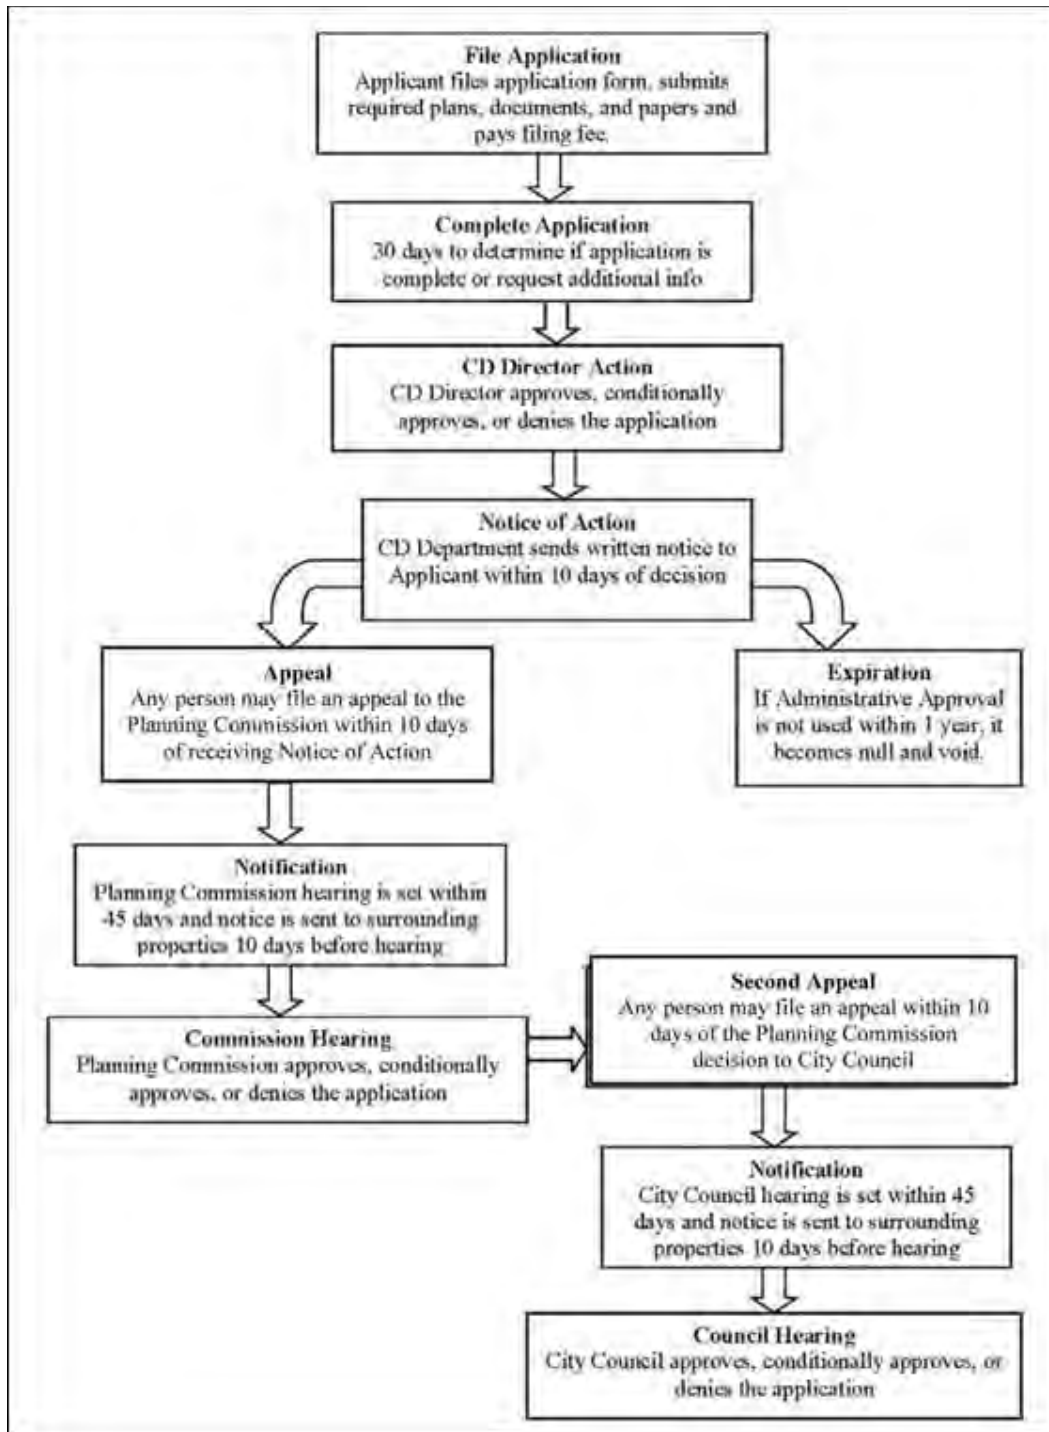 File Application
Applicant files application form, submits
required plans, documents, and papers and
pays filing fee.
Complete Application
30 days to determine if application is
complete or request additional info
CD Director Action
CD Director approves, conditionally
approves, or denies the application
Notice of Action
CD Department sends written notice to
Applicant within 10 days of decision
Appeal
Any person may file an appeal to the
Planning Commission within 10 days
of receiving Notice of Action
Expiration
If Administrative Approval
is not used within 1 year, it
becomes null and void.
Notification
Planning Commission hearing is set within
45 days and notice is sent to surrounding
properties 10 days before hearing
Commission Hearing
Planning Commission approves, conditionally
approves, or denies the application
Second Appeal
Any person may file an appeal within 10
days of the Planning Commission
decision to City Council
Notification
City Council hearing is set within 45
days and notice is sent to surrounding
properties 10 days before hearing
Council Hearing
City Council approves, conditionally approves, or
denies the application